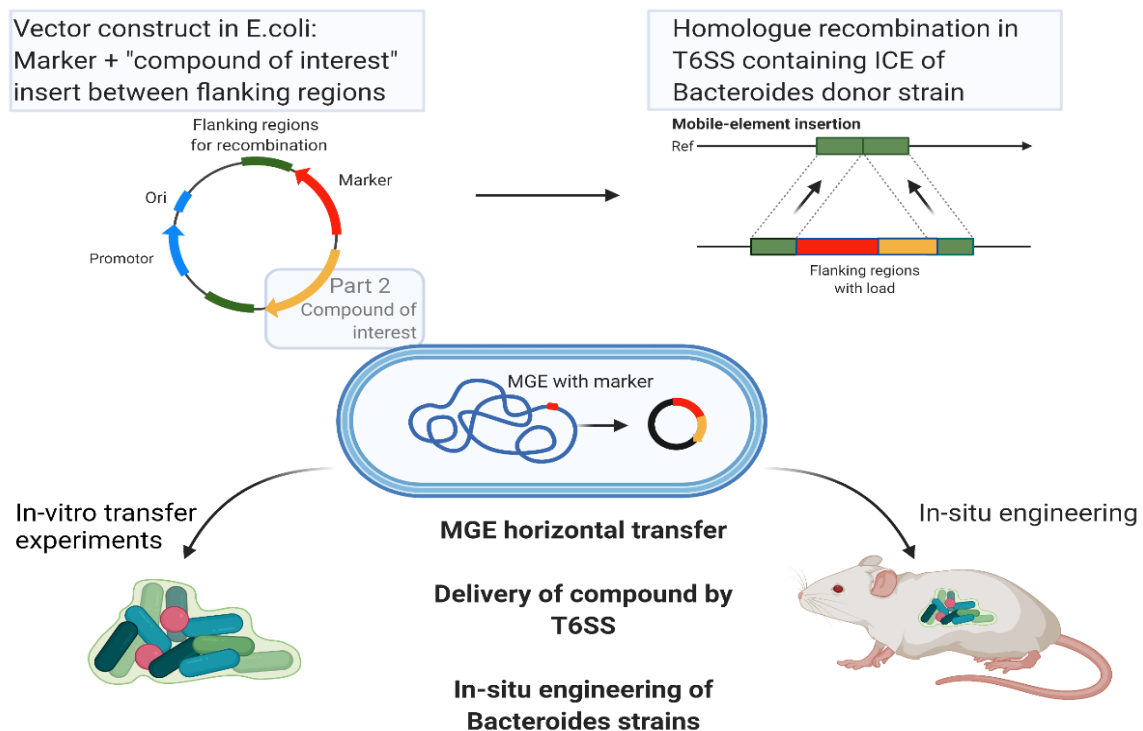 Vector construct in E.coli:
Marker + "compound of interest"
insert between flanking regions
Homologue recombination in
T6SS containing ICE of
Bacteroides donor strain
Flanking regions
for recombination
Marker
Ori
Promotor
Part 2
Compound of
interest
Mobile-element insertion
Ref
Flanking regions
with load
MGE with marker
In-vitro transfer
experiments
In-situ engineering
MGE horizontal transfer
Delivery of compound by
T6SS
In-situ engineering of
Bacteroides strains